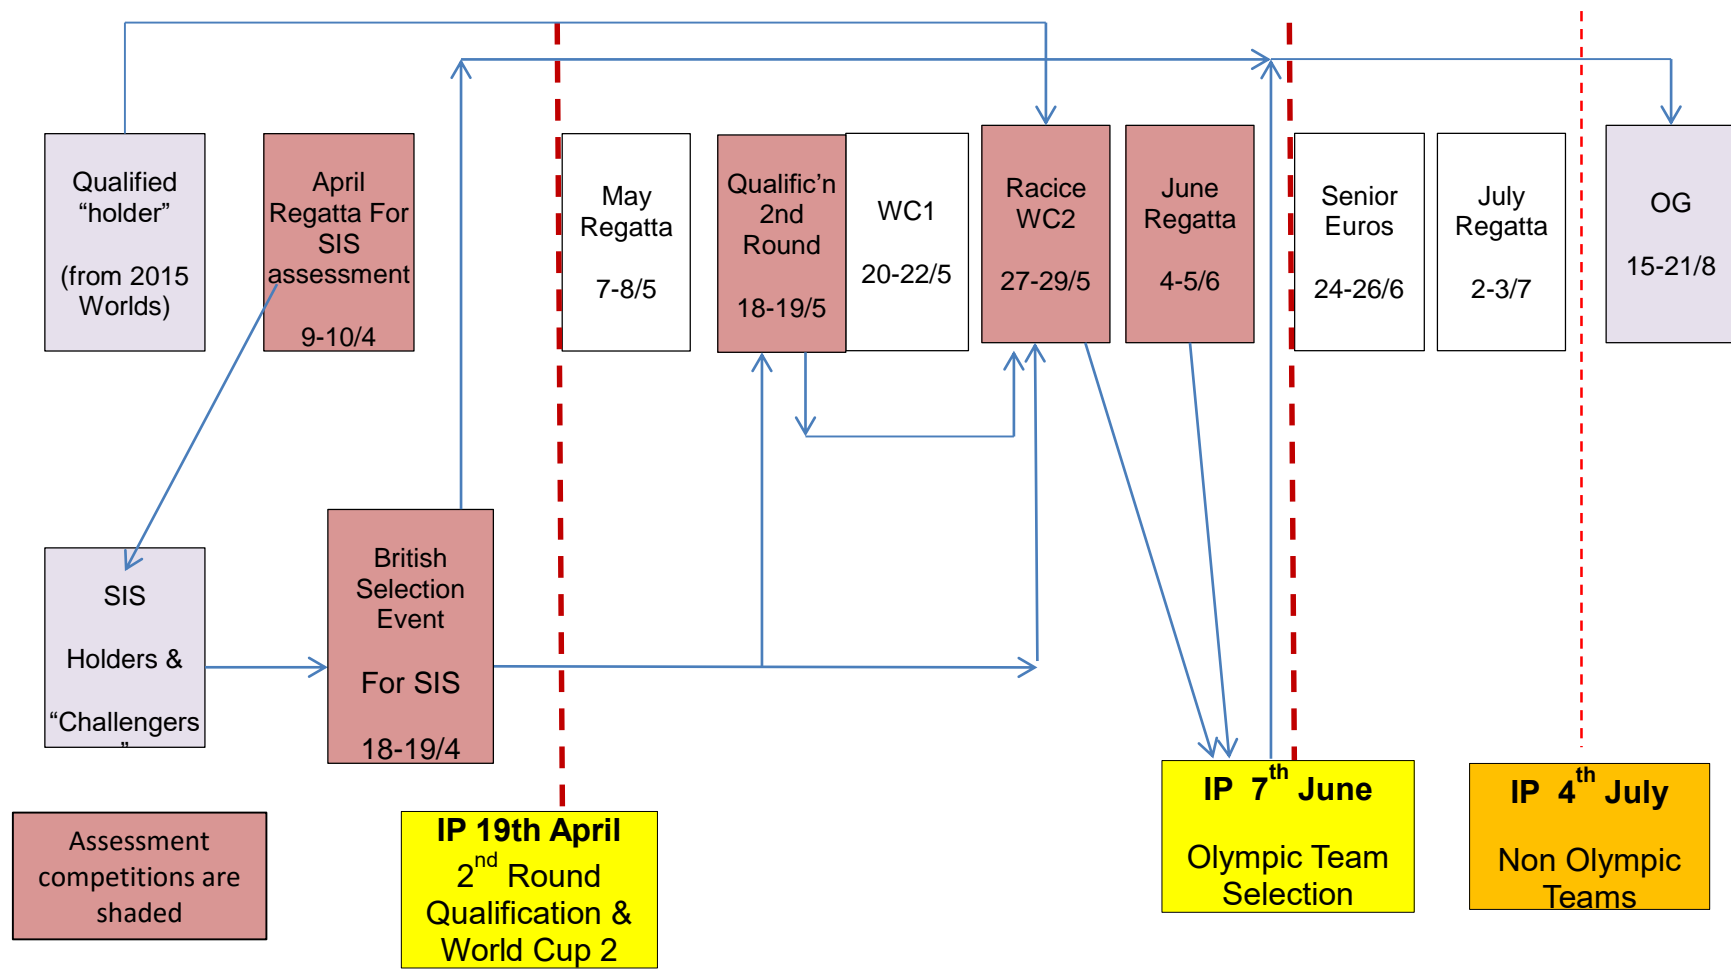 Qualified
“holder”
(from 2015
Worlds)
April
Regatta For
SIS
assessment
9-10/4
May
Regatta
7-8/5
Qualific’n
2nd
Round
18-19/5
WC1
20-22/5
Racice
WC2
27-29/5
June
Regatta
4-5/6
Senior
Euros
24-26/6
July
Regatta
2-3/7
OG
15-21/8
SIS
Holders &
“Challengers
”
British
Selection
Event
For SIS
18-19/4
Assessment
competitions are
shaded
IP 19th April
2nd Round
Qualification &
World Cup 2
IP 7th June
Olympic Team
Selection
IP 4th July
Non Olympic
Teams